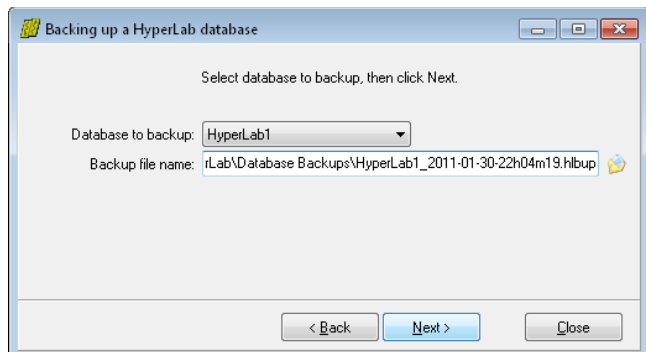 Backing up a HyperLab database
Select database to backup, then click Next.
Database to backup: HyperLab1
Backup file name: rLab\Database Backups\HyperLab1_2011-01-30-22h04m19.hlbup
< Back Next > Close